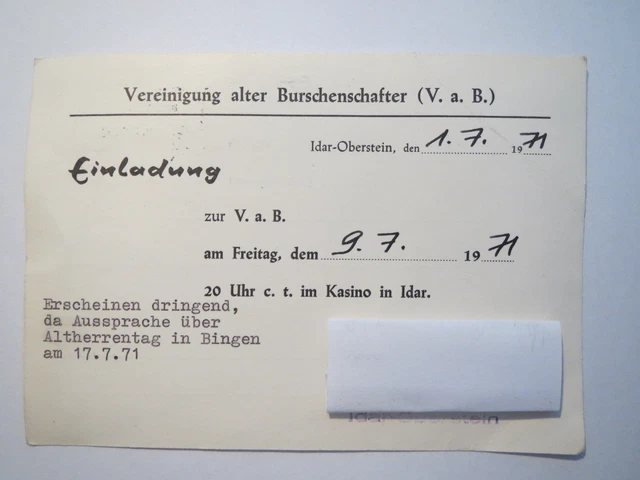 Vereinigung alter Burschenschafter (V. a. B.)
Idar-Oberstein, den 1.7. 1971
Einladung
zur V. a. B.
am Freitag, dem 9.7. 1971
20 Uhr c. t. im Kasino in Idar.
Erscheinen dringend,
da Aussprache über
Altherrentag in Bingen
am 17.7.71
Idar-Oberstein